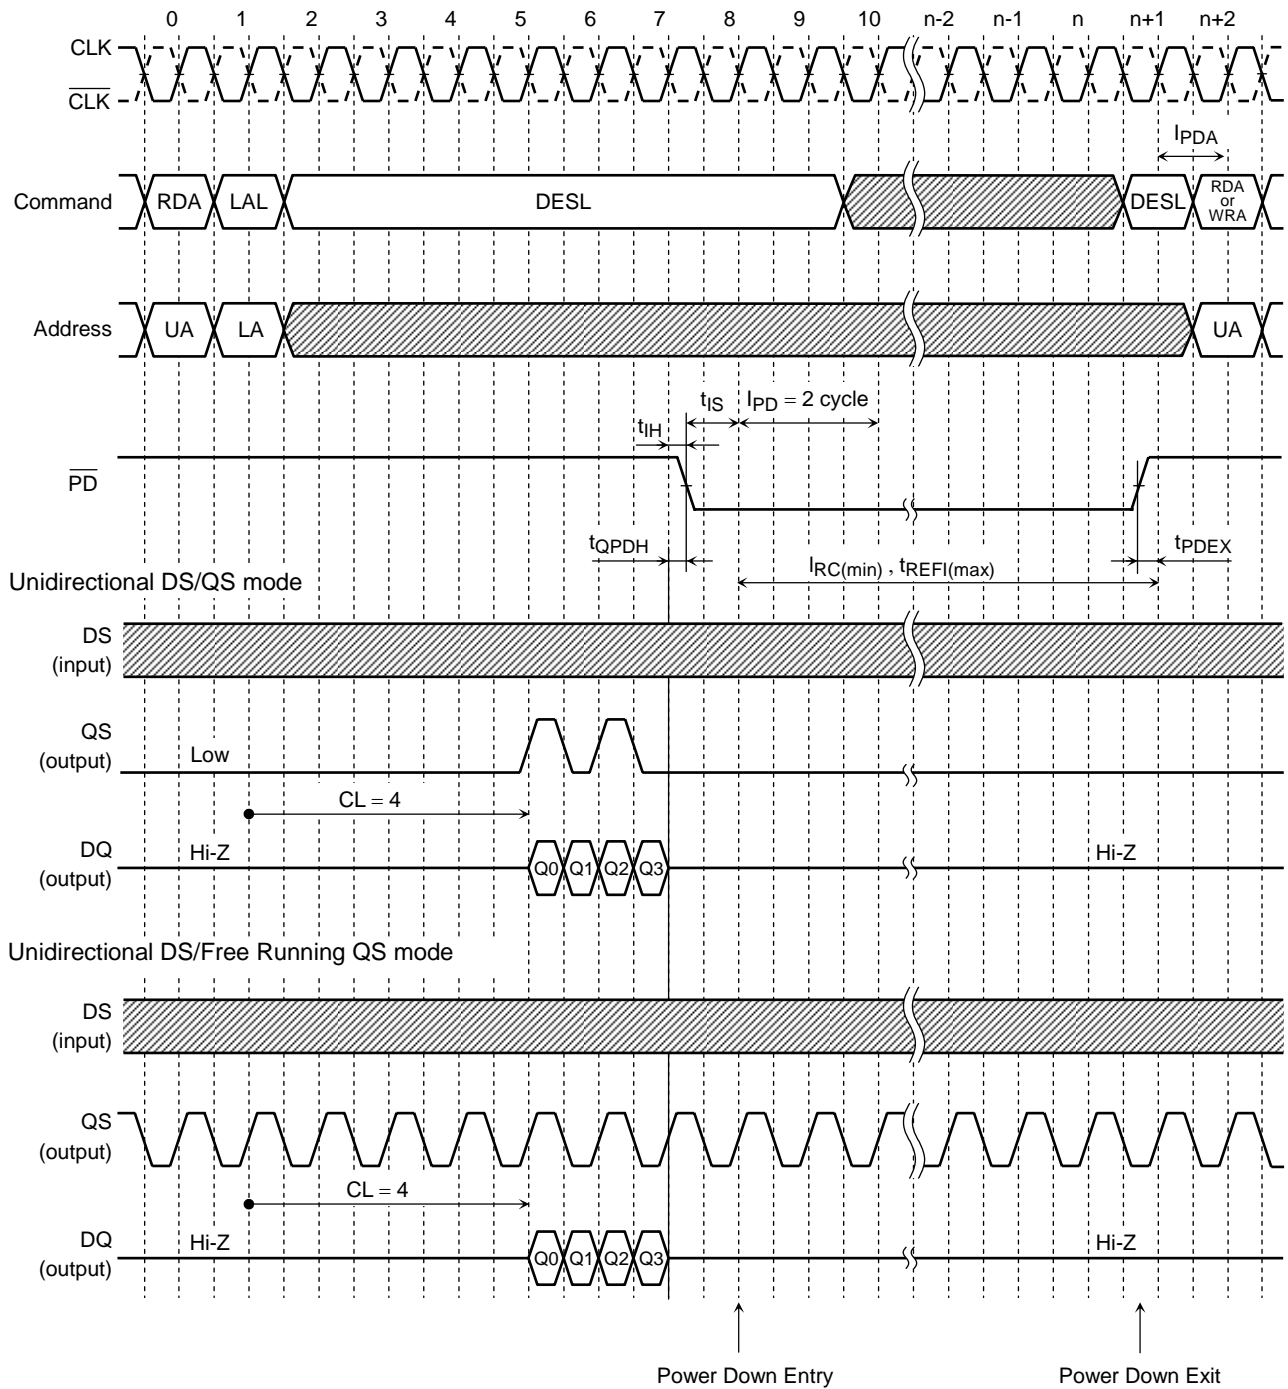 0 1 2 3 4 5 6 7 8 9 10 n-2 n-1 n n+1 n+2
CLK
CLK
IPDA
Command RDA LAL DESL DESL RDA or WRA
Address UA LA UA
tIS IPD = 2 cycle
tIH
PD
tQPDH tPDEX
IRC(min) , tREFI(max)
Unidirectional DS/QS mode
DS
(input)
QS
(output) Low
CL = 4
DQ
(output) Hi-Z Q0 Q1 Q2 Q3 Hi-Z
Unidirectional DS/Free Running QS mode
DS
(input)
QS
(output)
CL = 4
DQ
(output) Hi-Z Q0 Q1 Q2 Q3 Hi-Z
Power Down Entry Power Down Exit